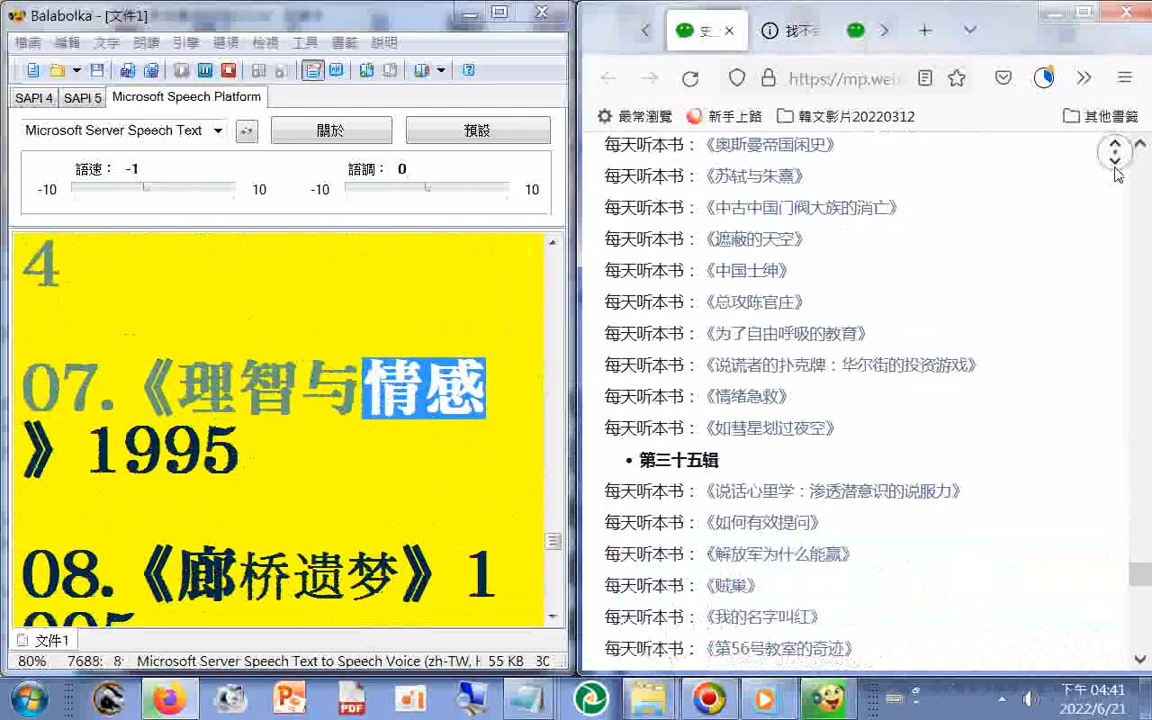 Balabolka - [文件1]
檔案 編輯 文字 朗讀 引擎 選項 檢視 工具 書籤 說明
SAPI 4 SAPI 5 Microsoft Speech Platform
Microsoft Server Speech Text 關於 預設
語速： -1 語調： 0
-10 10 -10 10
4
07. 《理智与情感
》1995
08. 《廊桥遗梦》1
995
文件1
80% 7688: 8 Microsoft Server Speech Text to Speech Voice (zh-TW, H 55 KB 30
史 找不
https://mp.wei
最常瀏覽 新手上路 韓文影片20220312 其他書籤
每天听本书：《奥斯曼帝国闲史》
每天听本书：《苏轼与朱熹》
每天听本书：《中古中国门阀大族的消亡》
每天听本书：《遮蔽的天空》
每天听本书：《中国士绅》
每天听本书：《总攻陈官庄》
每天听本书：《为了自由呼吸的教育》
每天听本书：《说谎者的扑克牌：华尔街的投资游戏》
每天听本书：《情绪急救》
每天听本书：《如彗星划过夜空》
• 第三十五辑
每天听本书：《说话心里学：渗透潜意识的说服力》
每天听本书：《如何有效提问》
每天听本书：《解放军为什么能赢》
每天听本书：《贼巢》
每天听本书：《我的名字叫红》
每天听本书：《第56号教室的奇迹》
PDF
下午 04:41
2022/6/21